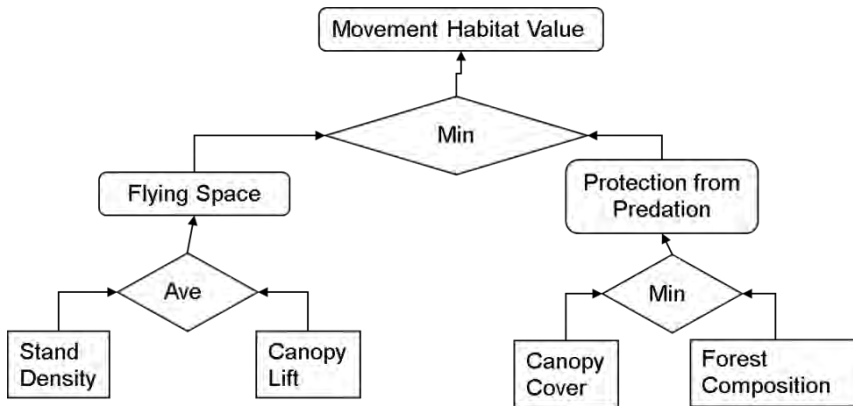 Movement Habitat Value
Min
Flying Space
Protection from
Predation
Ave
Min
Stand
Density
Canopy
Lift
Canopy
Cover
Forest
Composition